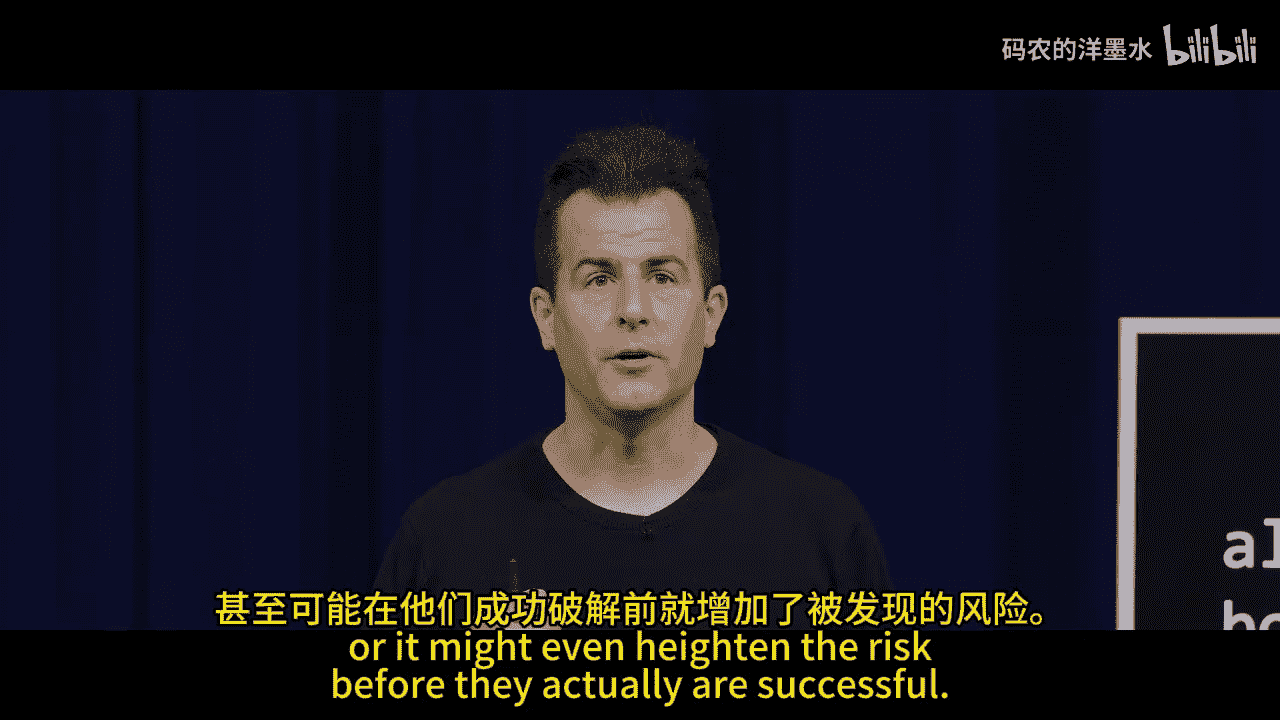 码农的洋墨水 bilibili
al
ho
甚至可能在他们成功破解前就增加了被发现的风险。
or it might even heighten the risk
before they actually are successful.